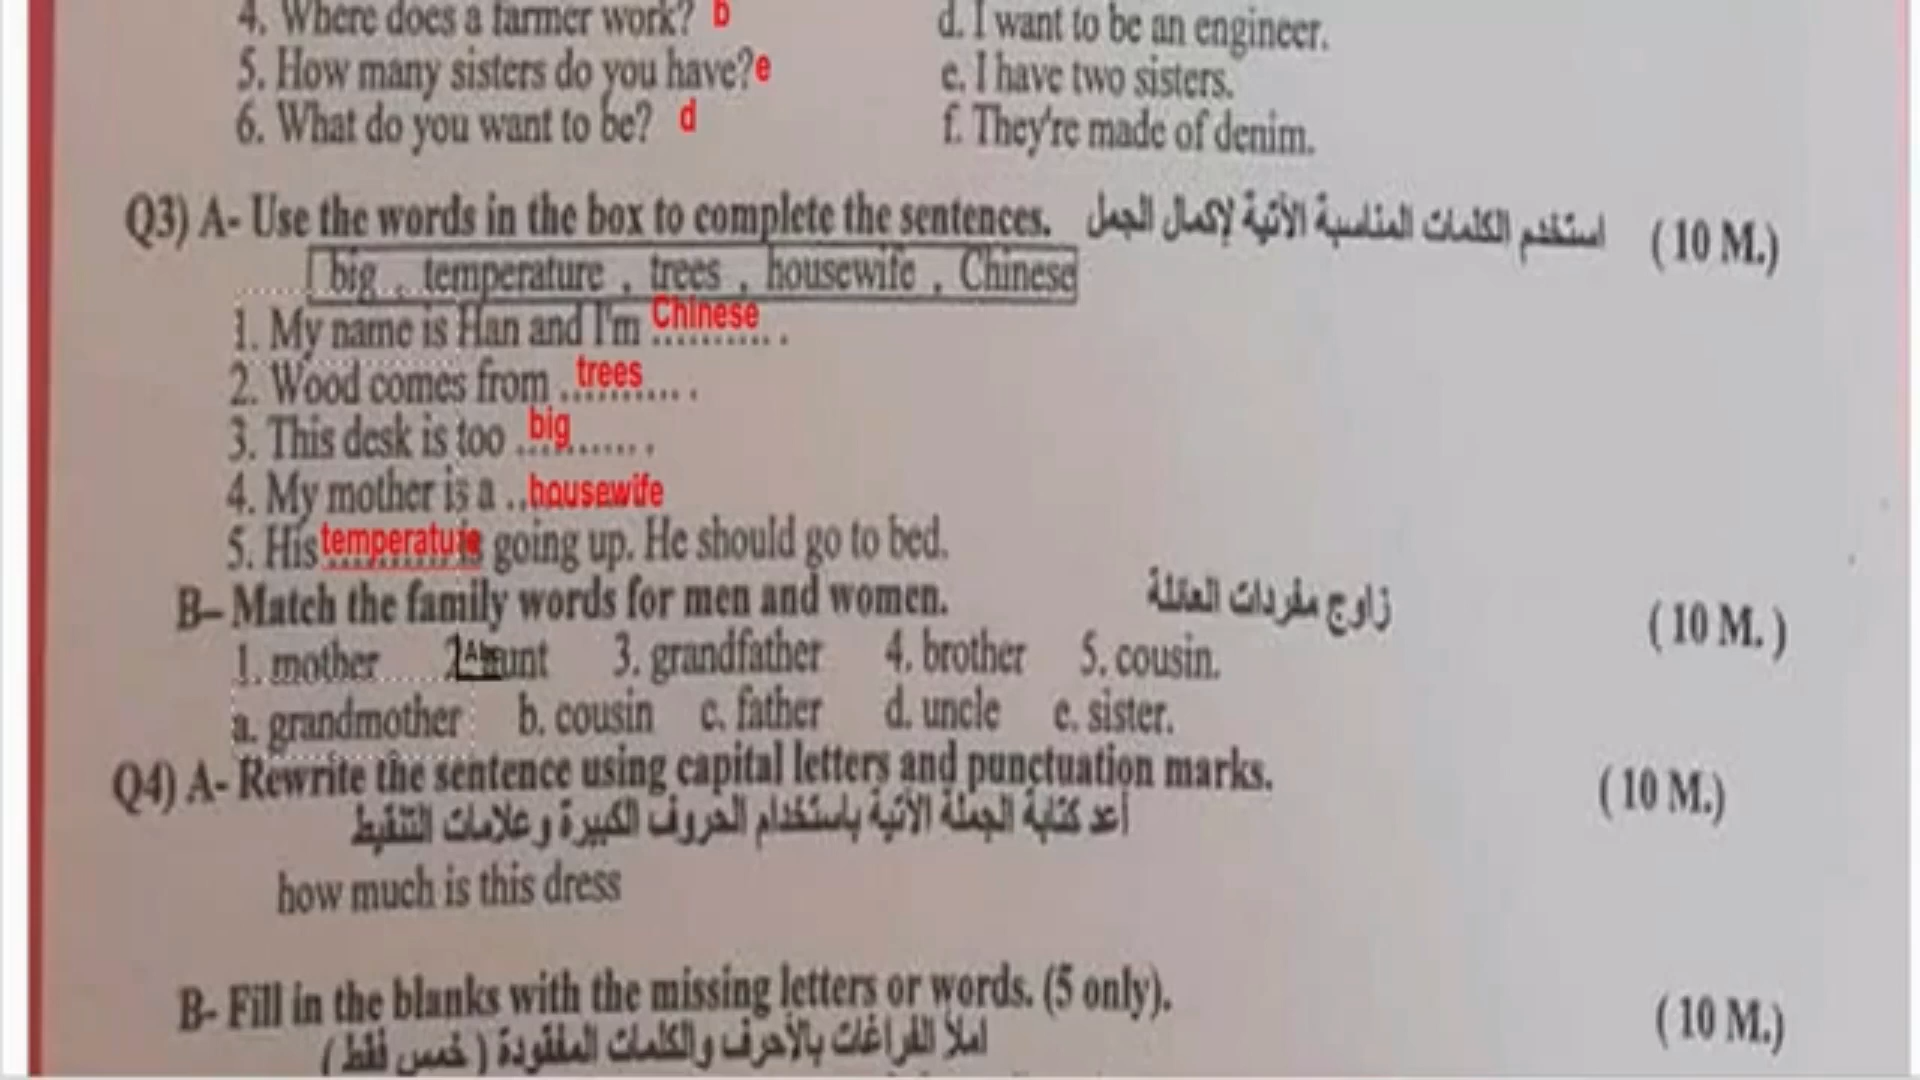 4. Where does a farmer work? b d. I want to be an engineer.
5. How many sisters do you have? e e. I have two sisters.
6. What do you want to be? d f. They're made of denim.
Q3) A- Use the words in the box to complete the sentences. استخدم الكلمات المناسبة الآتية لإكمال الجمل (10 M.)
big , temperature , trees , housewife , Chinese
1. My name is Han and I'm Chinese .......... .
2. Wood comes from ..trees....... .
3. This desk is too ..big....... .
4. My mother is a ..housewife
5. His temperature going up. He should go to bed.
B– Match the family words for men and women. زاوج مفردات العائلة (10 M. )
1. mother 2. aunt 3. grandfather 4. brother 5. cousin.
a. grandmother b. cousin c. father d. uncle e. sister.
Q4) A- Rewrite the sentence using capital letters and punctuation marks. (10 M.)
أعد كتابة الجملة الآتية باستخدام الحروف الكبيرة وعلامات التنقيط
how much is this dress
B- Fill in the blanks with the missing letters or words. (5 only). (10 M.)
املأ الفراغات بالأحرف والكلمات المفقودة ( خمس فقط )